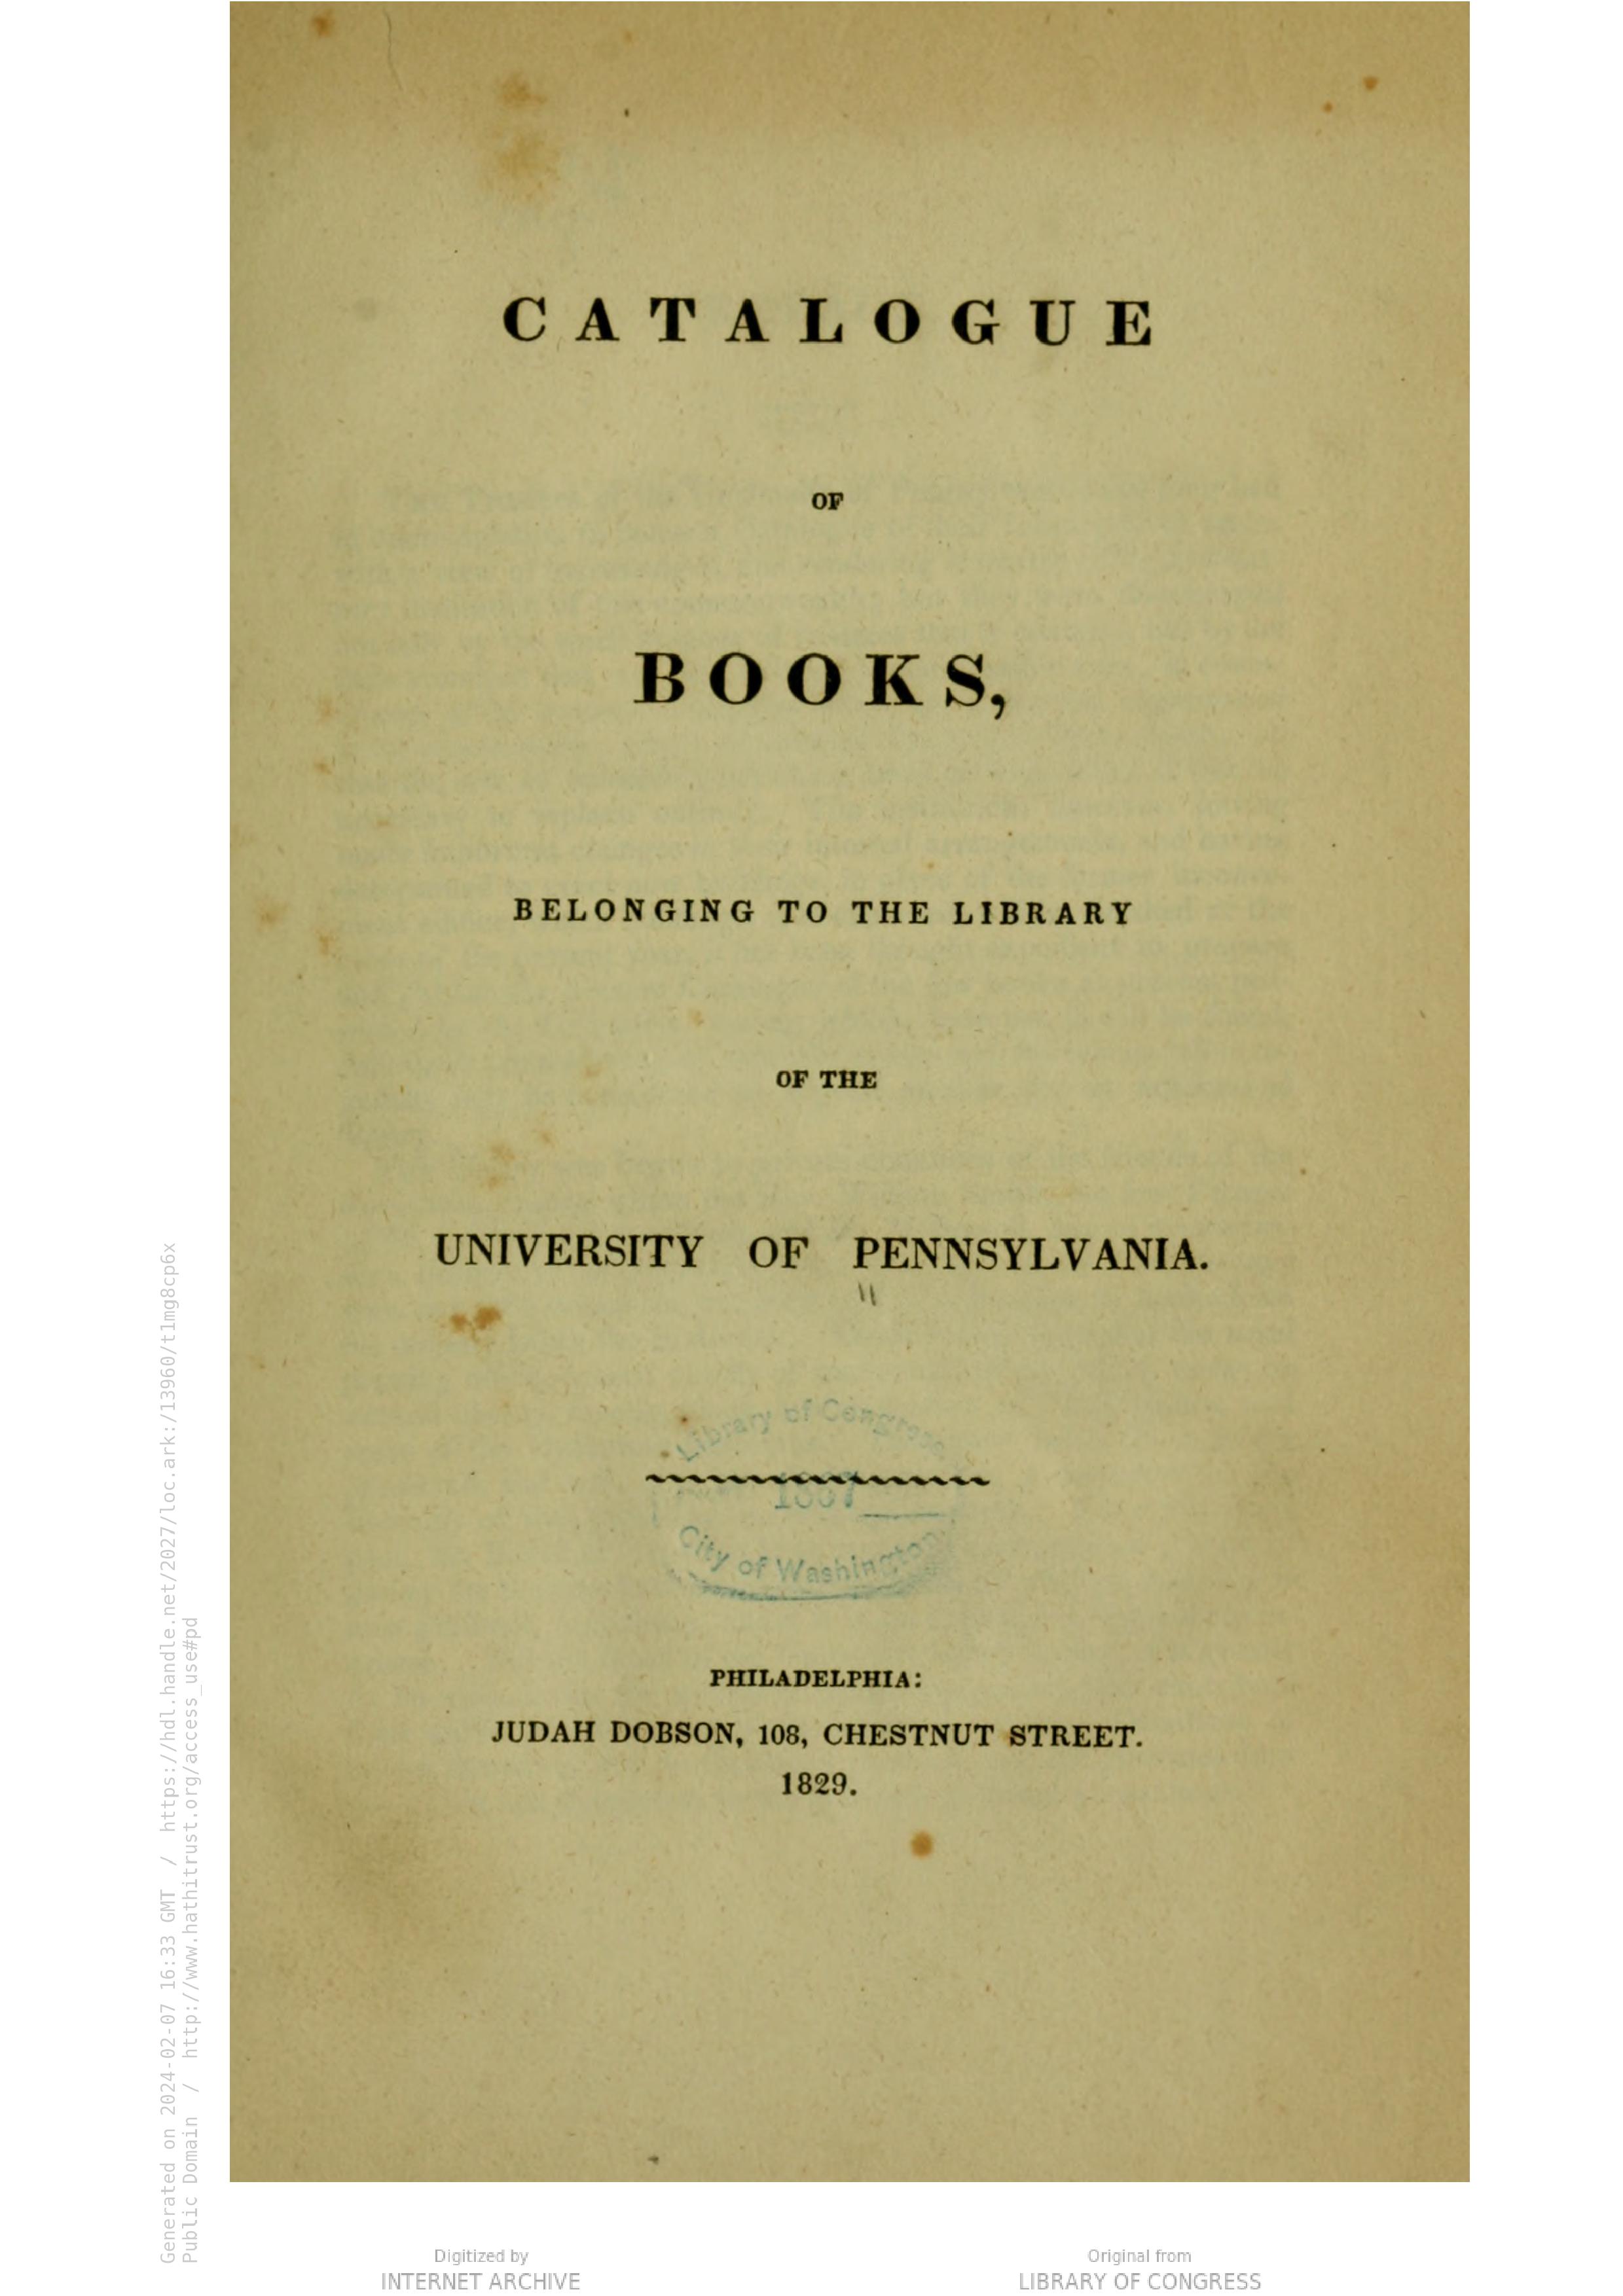 CATALOGUE
OF
BOOKS,
BELONGING TO THE LIBRARY
OF THE
UNIVERSITY OF PENNSYLVANIA.
Library of Congress
City of Washington
PHILADELPHIA:
JUDAH DOBSON, 108, CHESTNUT STREET.
1829.
Generated on 2024-02-07 16:33 GMT / https://hdl.handle.net/2027/loc.ark:/13960/t1mg8cp6x
Public Domain / http://www.hathitrust.org/access_use#pd
Digitized by
INTERNET ARCHIVE
Original from
LIBRARY OF CONGRESS